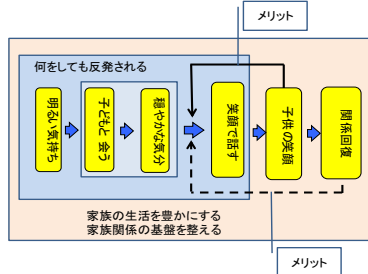 メリット
何をしても反発される
明るい気持ち
子どもと 会う
穏やかな気分
笑顔で話す
子供の笑顔
関係回復
家族の生活を豊かにする
家族関係の基盤を整える
メリット